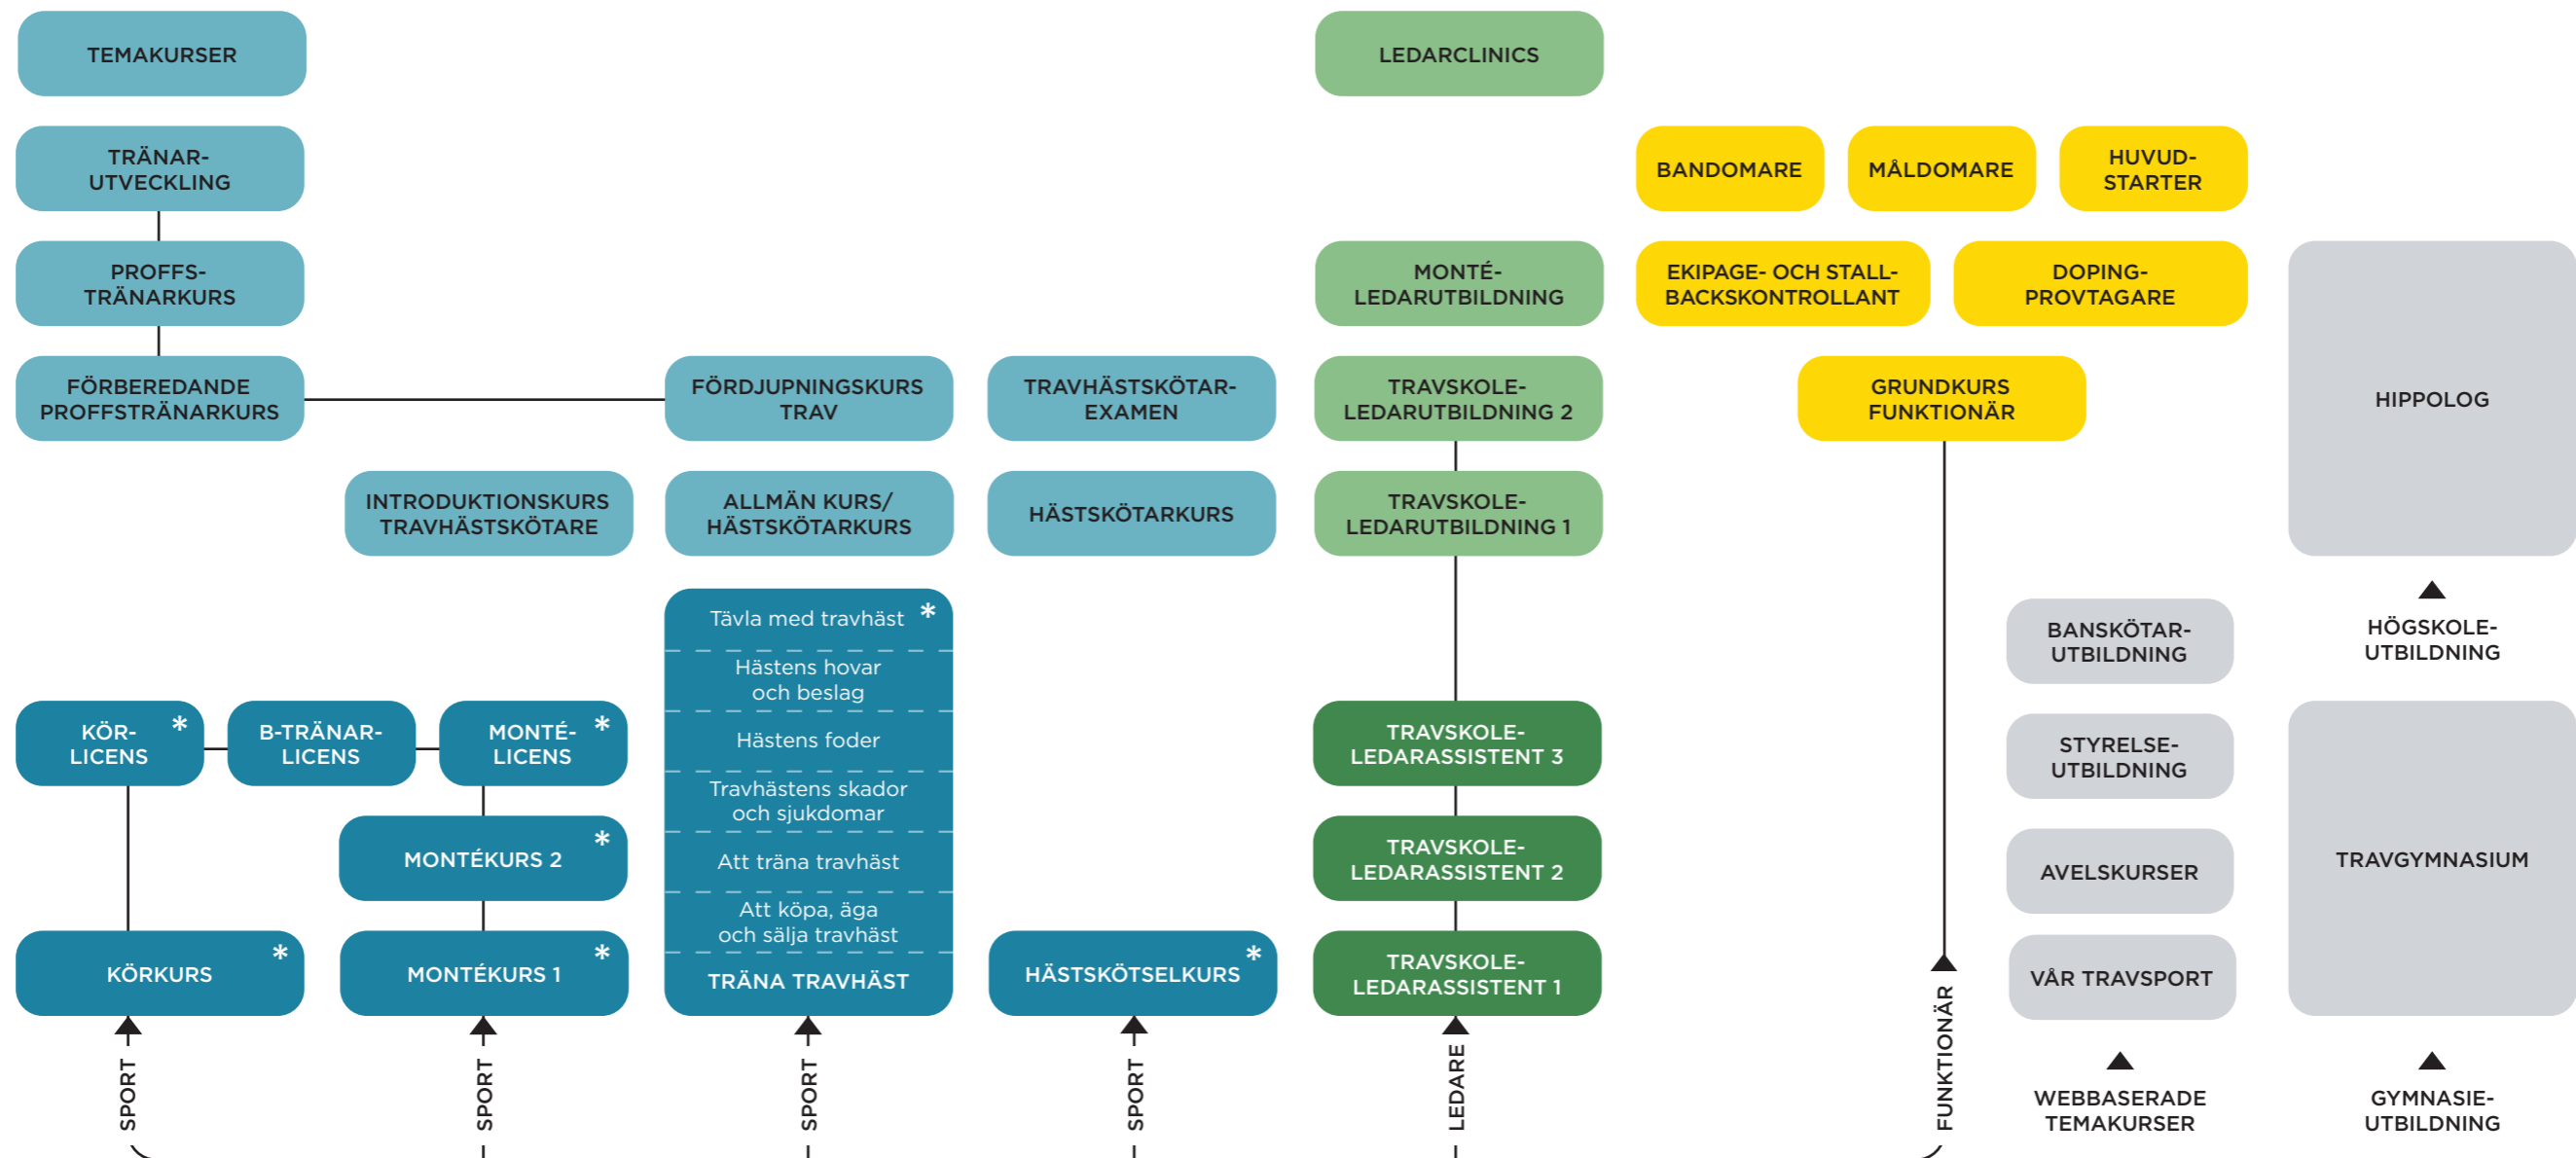 TEMAKURSER
LEDARCLINICS
TRÄNAR-
UTVECKLING
BANDOMARE
MÅLDOMARE
HUVUD-
STARTER
PROFFS-
TRÄNARKURS
MONTÉ-
LEDARUTBILDNING
EKIPAGE- OCH STALL-
BACKSKONTROLLANT
DOPING-
PROVTAGARE
FÖRBEREDANDE
PROFFSTRÄNARKURS
FÖRDJUPNINGSKURS
TRAV
TRAVHÄSTSKÖTAR-
EXAMEN
TRAVSKOLE-
LEDARUTBILDNING 2
GRUNDKURS
FUNKTIONÄR
HIPPOLOG
INTRODUKTIONSKURS
TRAVHÄSTSKÖTARE
ALLMÄN KURS/
HÄSTSKÖTARKURS
HÄSTSKÖTARKURS
TRAVSKOLE-
LEDARUTBILDNING 1
Tävla med travhäst *
Hästens hovar
och beslag
Hästens foder
Travhästens skador
och sjukdomar
Att träna travhäst
Att köpa, äga
och sälja travhäst
TRÄNA TRAVHÄST
BANSKÖTAR-
UTBILDNING
HÖGSKOLE-
UTBILDNING
KÖR-
LICENS *
B-TRÄNAR-
LICENS
MONTÉ-
LICENS *
TRAVSKOLE-
LEDARASSISTENT 3
STYRELSE-
UTBILDNING
MONTÉKURS 2 *
TRAVSKOLE-
LEDARASSISTENT 2
AVELSKURSER
TRAVGYMNASIUM
KÖRKURS *
MONTÉKURS 1 *
HÄSTSKÖTSELKURS *
TRAVSKOLE-
LEDARASSISTENT 1
VÅR TRAVSPORT
SPORT
SPORT
SPORT
SPORT
LEDARE
FUNKTIONÄR
WEBBASERADE
TEMAKURSER
GYMNASIE-
UTBILDNING